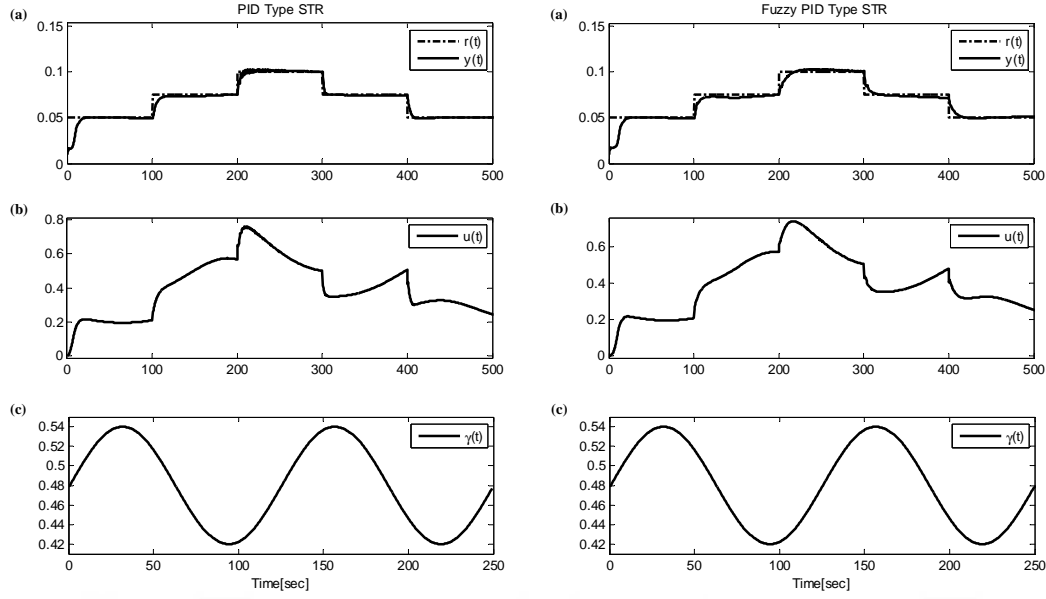 PID Type STR
(a)
0.15
0.1
0.05
0
r(t)
y(t)
0 100 200 300 400 500
(b)
0.8
0.6
0.4
0.2
0
u(t)
0 100 200 300 400 500
(c)
0.54
0.52
0.5
0.48
0.46
0.44
0.42
γ(t)
0 50 100 150 200 250
Time[sec]
Fuzzy PID Type STR
(a)
0.15
0.1
0.05
0
r(t)
y(t)
0 100 200 300 400 500
(b)
0.6
0.4
0.2
0
u(t)
0 100 200 300 400 500
(c)
0.54
0.52
0.5
0.48
0.46
0.44
0.42
γ(t)
0 50 100 150 200 250
Time[sec]